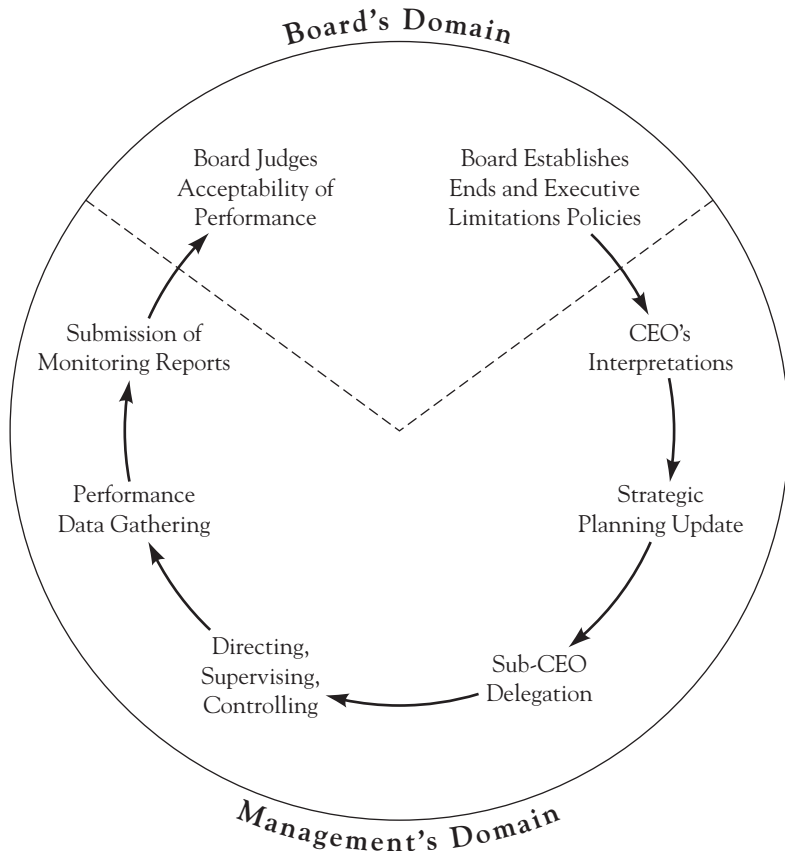 Board's Domain
Board Judges
Acceptability of
Performance
Board Establishes
Ends and Executive
Limitations Policies
CEO's
Interpretations
Strategic
Planning Update
Sub-CEO
Delegation
Directing,
Supervising,
Controlling
Performance
Data Gathering
Submission of
Monitoring Reports
Management's Domain